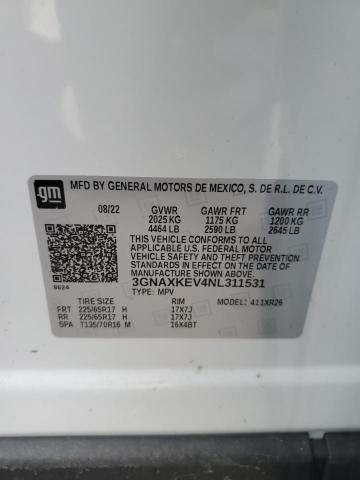 gm
MFD BY GENERAL MOTORS DE MEXICO, S. DE R.L. DE C.V.
08/22 GVWR GAWR FRT GAWR RR
2025 KG 1175 KG 1200 KG
4464 LB 2590 LB 2645 LB
THIS VEHICLE CONFORMS TO ALL
APPLICABLE U.S. FEDERAL MOTOR
VEHICLE SAFETY, BUMPER, AND THEFT
PREVENTION STANDARDS IN EFFECT ON
THE DATE OF MANUFACTURE SHOWN ABOVE.
3GNAXKEV4NL311531
0624 TYPE: MPV
TIRE SIZE RIM MODEL: 411XR26
FRT 225/65R17 H 17X7J
RR 225/65R17 H 17X7J
SPA T135/70R16 M 16X4BT